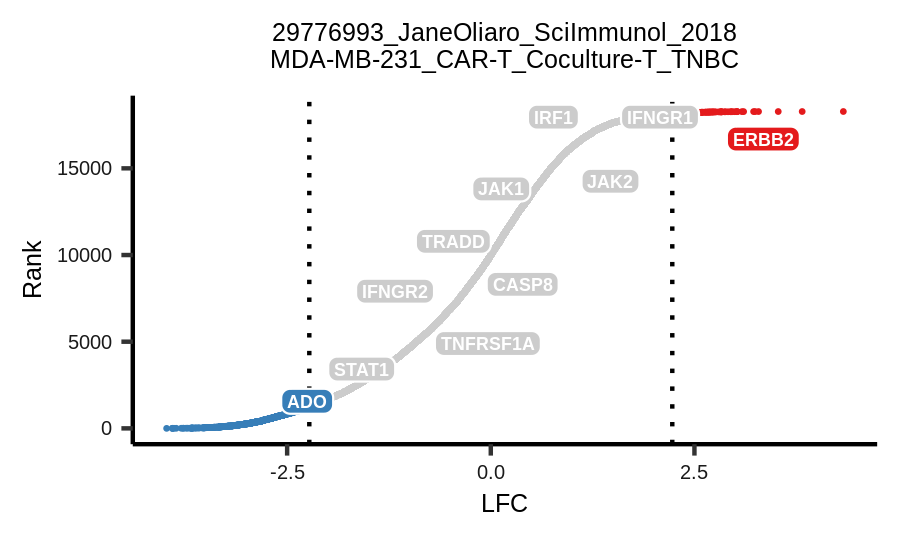 29776993_JaneOliaro_SciImmunol_2018
MDA-MB-231_CAR-T_Coculture-T_TNBC
IRF1
IFNGR1
ERBB2
15000
JAK1
JAK2
TRADD
Rank
10000
CASP8
IFNGR2
5000
TNFRSF1A
STAT1
ADO
0
-2.5
0.0
2.5
LFC